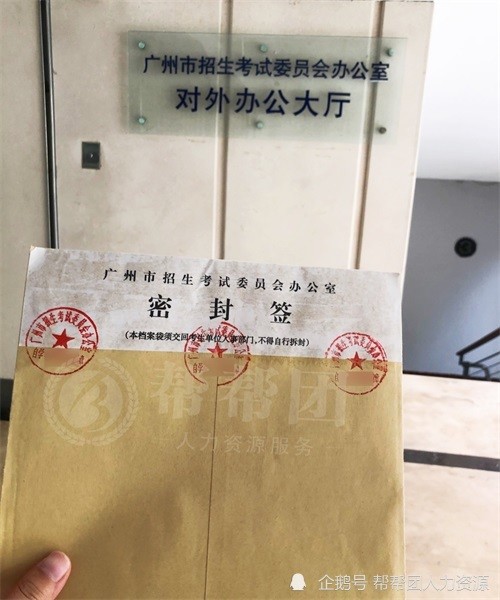 广州市招生考试委员会办公室
对外办公大厅
广州市招生考试委员会办公室
密封签
(本档案袋须交回考生单位人事部门,不得自行拆封)
帮帮团
人力资源服务
企鹅号 帮帮团人力资源